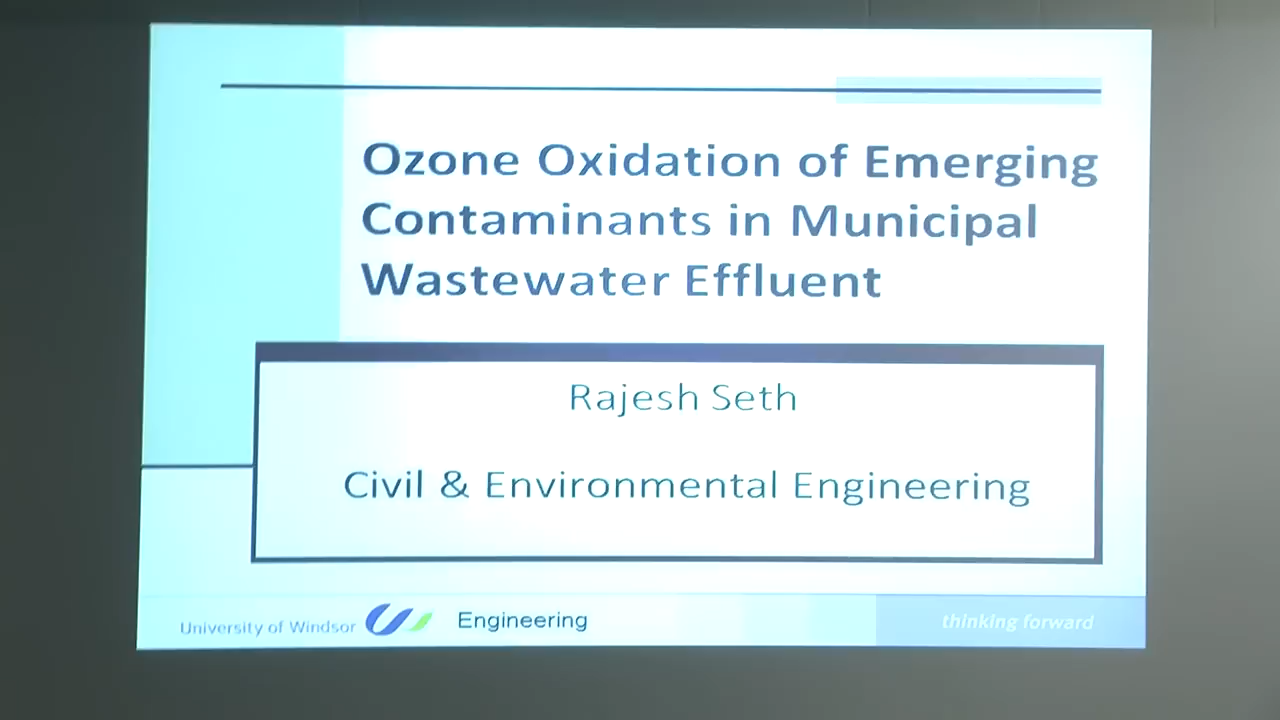 Ozone Oxidation of Emerging
Contaminants in Municipal
Wastewater Effluent
Rajesh Seth
Civil & Environmental Engineering
University of Windsor
Engineering
thinking forward